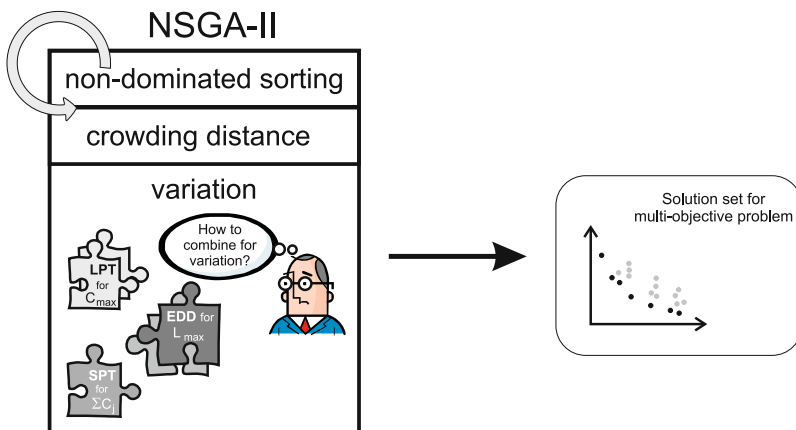 NSGA-II
non-dominated sorting
crowding distance
variation
How to
combine for
variation?
LPT
for
C max
EDD for
L max
SPT
for
ΣC j
Solution set for
multi-objective problem